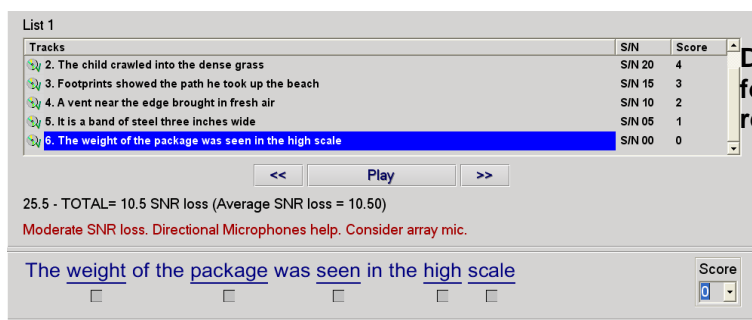 List 1
Tracks S/N Score
2. The child crawled into the dense grass S/N 20 4
3. Footprints showed the path he took up the beach S/N 15 3
4. A vent near the edge brought in fresh air S/N 10 2
5. It is a band of steel three inches wide S/N 05 1
6. The weight of the package was seen in the high scale S/N 00 0
<< Play >>
25.5 - TOTAL= 10.5 SNR loss (Average SNR loss = 10.50)
Moderate SNR loss. Directional Microphones help. Consider array mic.
The weight of the package was seen in the high scale
Score
0